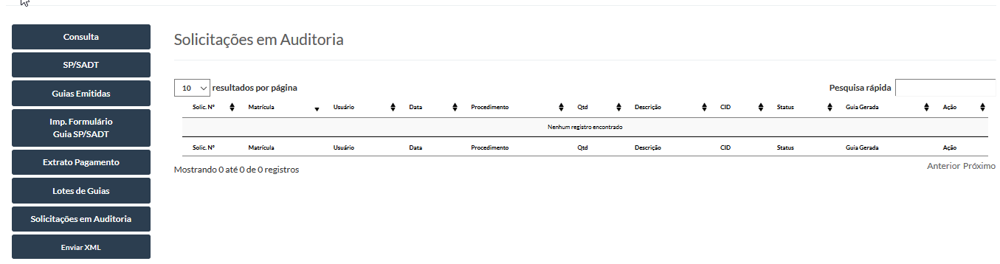 Consulta
SP/SADT
Guias Emitidas
Imp. Formulário
Guia SP/SADT
Extrato Pagamento
Lotes de Guias
Solicitações em Auditoria
Enviar XML
Solicitações em Auditoria
10 resultados por página Pesquisa rápida
Solic. Nº Matrícula Usuário Data Procedimento Qtd Descrição CID Status Guia Gerada Ação
Nenhum registro encontrado
Solic. Nº Matrícula Usuário Data Procedimento Qtd Descrição CID Status Guia Gerada Ação
Mostrando 0 até 0 de 0 registros Anterior Próximo